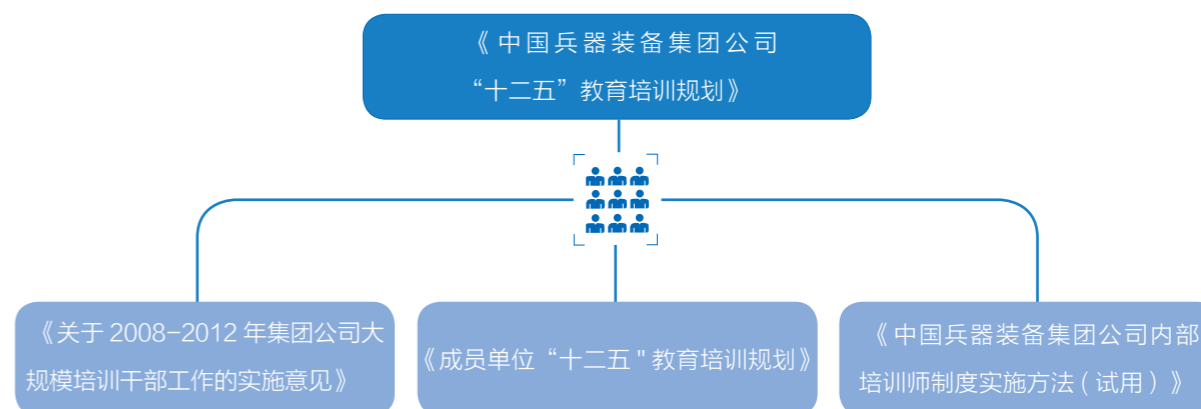 《中国兵器装备集团公司
“十二五”教育培训规划》
《关于 2008-2012 年集团公司大
规模培训干部工作的实施意见》
《成员单位“十二五"教育培训规划》
《中国兵器装备集团公司内部
培训师制度实施方法（试用）》